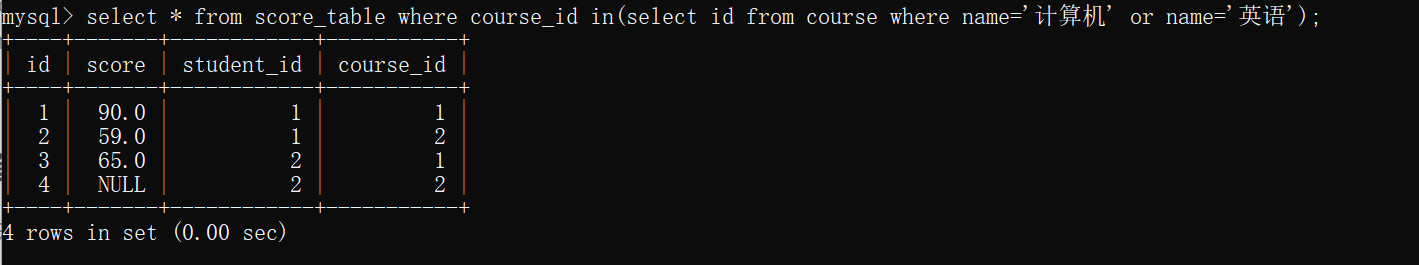 mysql> select * from score_table where course_id in(select id from course where name='计算机' or name='英语');
+----+-------+------------+-----------+
| id | score | student_id | course_id |
+----+-------+------------+-----------+
| 1 | 90.0 | 1 | 1 |
| 2 | 59.0 | 1 | 2 |
| 3 | 65.0 | 2 | 1 |
| 4 | NULL | 2 | 2 |
+----+-------+------------+-----------+
4 rows in set (0.00 sec)